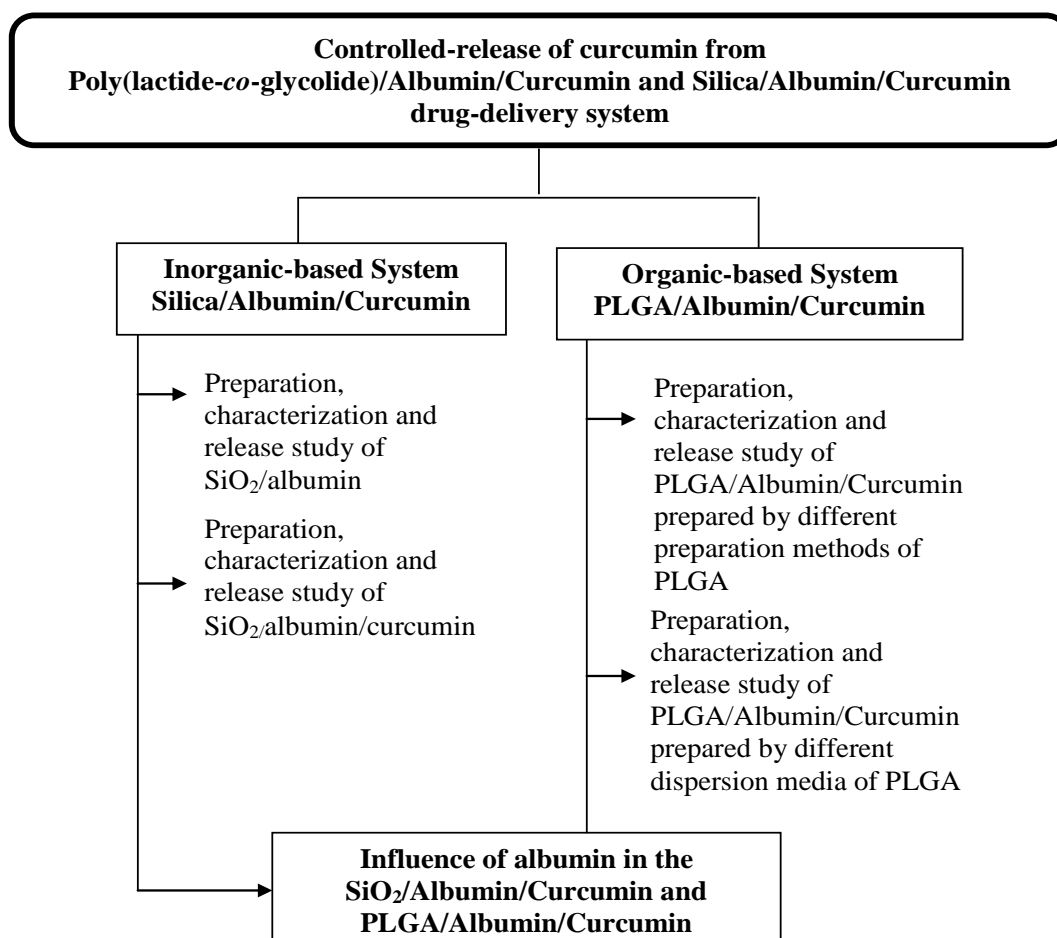 Controlled-release of curcumin from
Poly(lactide-co-glycolide)/Albumin/Curcumin and Silica/Albumin/Curcumin
drug-delivery system
Inorganic-based System
Silica/Albumin/Curcumin
Preparation,
characterization and
release study of
SiO₂/albumin
Preparation,
characterization and
release study of
SiO₂/albumin/curcumin
Organic-based System
PLGA/Albumin/Curcumin
Preparation,
characterization and
release study of
PLGA/Albumin/Curcumin
prepared by different
preparation methods of
PLGA
Preparation,
characterization and
release study of
PLGA/Albumin/Curcumin
prepared by different
dispersion media of PLGA
Influence of albumin in the
SiO₂/Albumin/Curcumin and
PLGA/Albumin/Curcumin